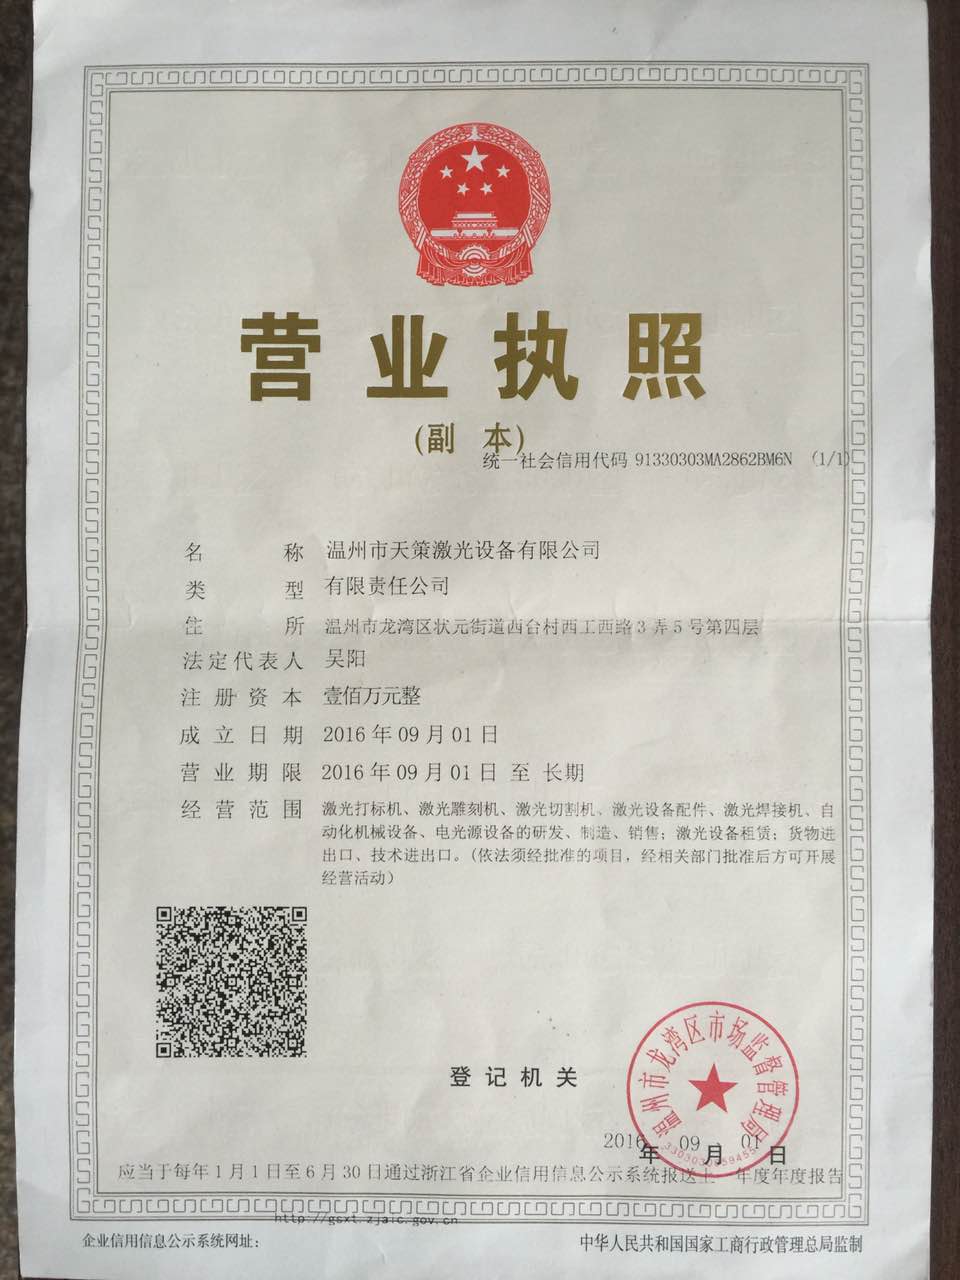 营业执照
(副 本)
统一社会信用代码 91330303MA2862BM6N (1/1)
名 称 温州市天策激光设备有限公司
类 型 有限责任公司
住 所 温州市龙湾区状元街道西台村西工西路3弄5号第四层
法定代表人 吴阳
注册资本 壹佰万元整
成立日期 2016年09月01日
营业期限 2016年09月01日 至 长期
经营范围 激光打标机、激光雕刻机、激光切割机、激光设备配件、激光焊接机、自
动化机械设备、电光源设备的研发、制造、销售；激光设备租赁；货物进
出口、技术进出口。(依法须经批准的项目，经相关部门批准后方可开展
经营活动)
登记机关
温州市龙湾区市场监督管理局
2016年09月01日
应当于每年1月1日至6月30日通过浙江省企业信用信息公示系统报送上一年度年度报告
http://gsxt.zjaic.gov.cn
企业信用信息公示系统网址：
中华人民共和国国家工商行政管理总局监制